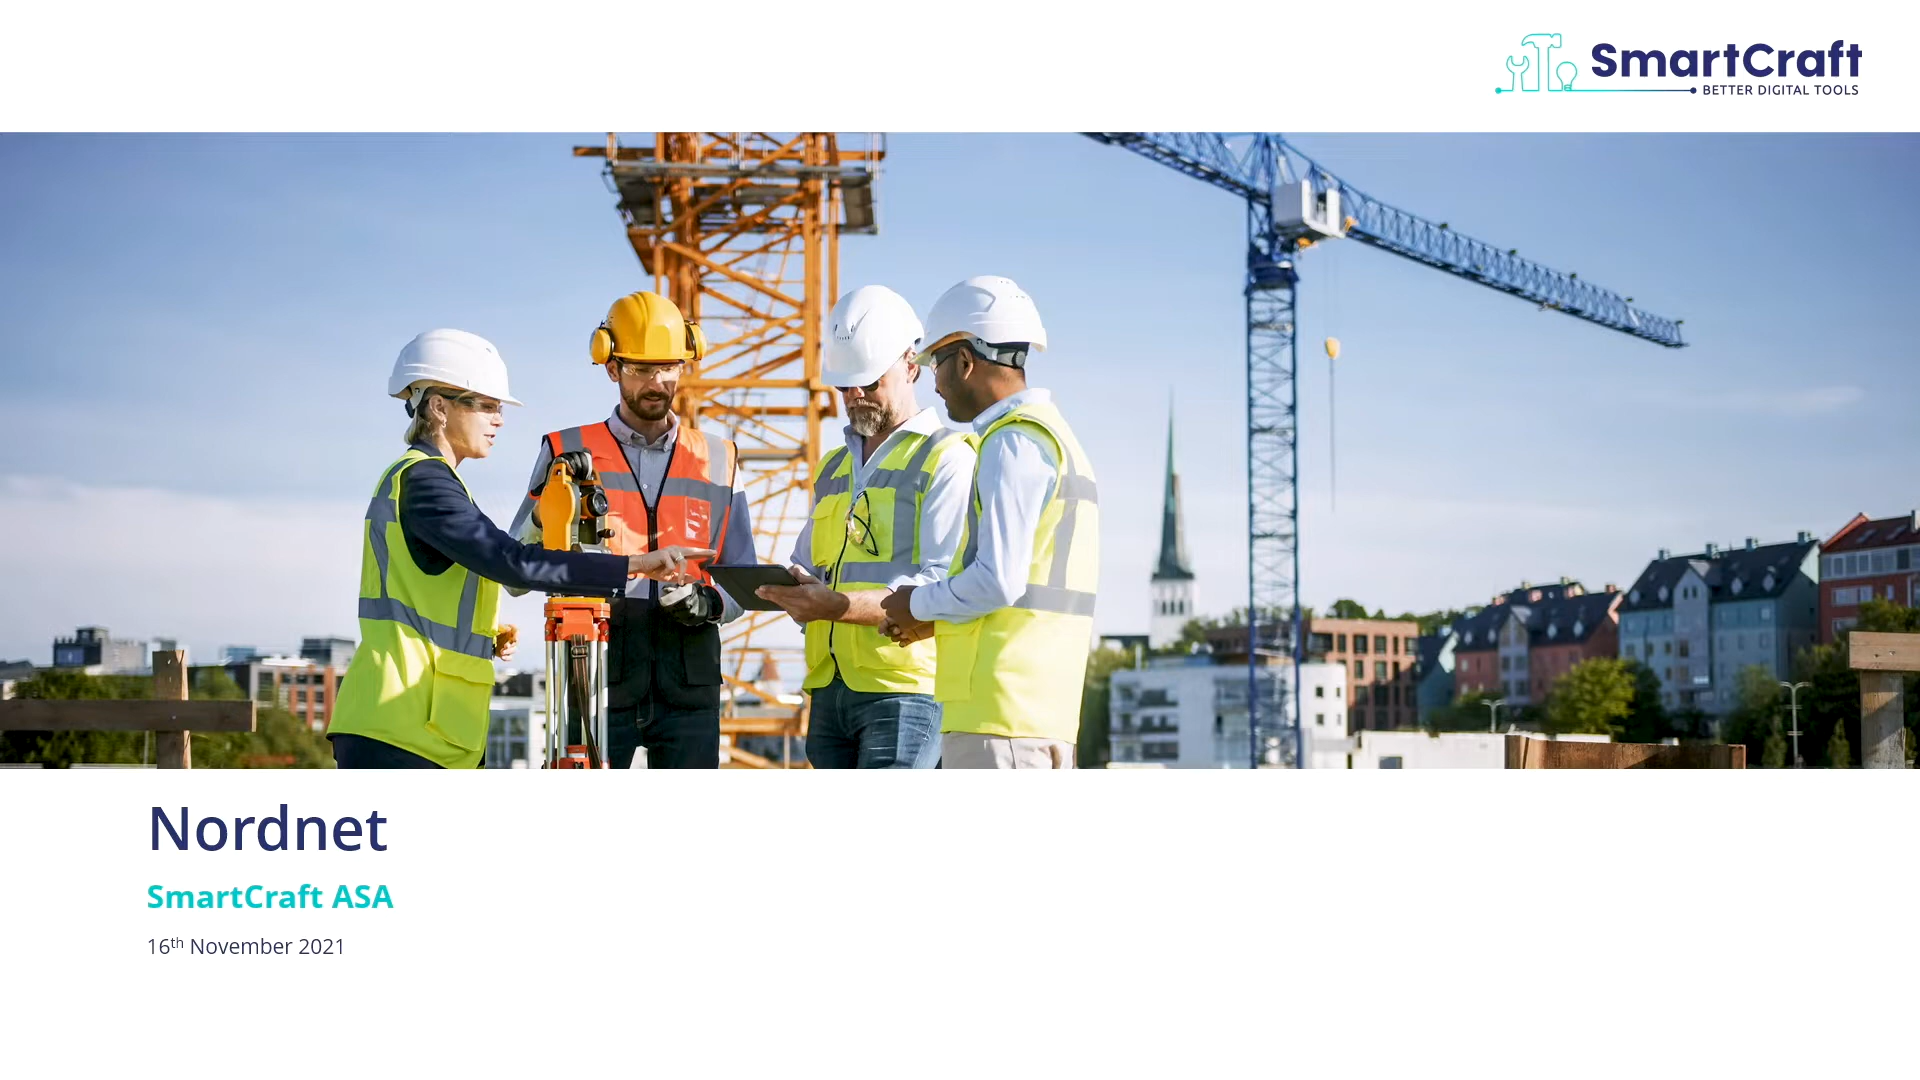 SmartCraft
BETTER DIGITAL TOOLS
Nordnet
SmartCraft ASA
16th November 2021